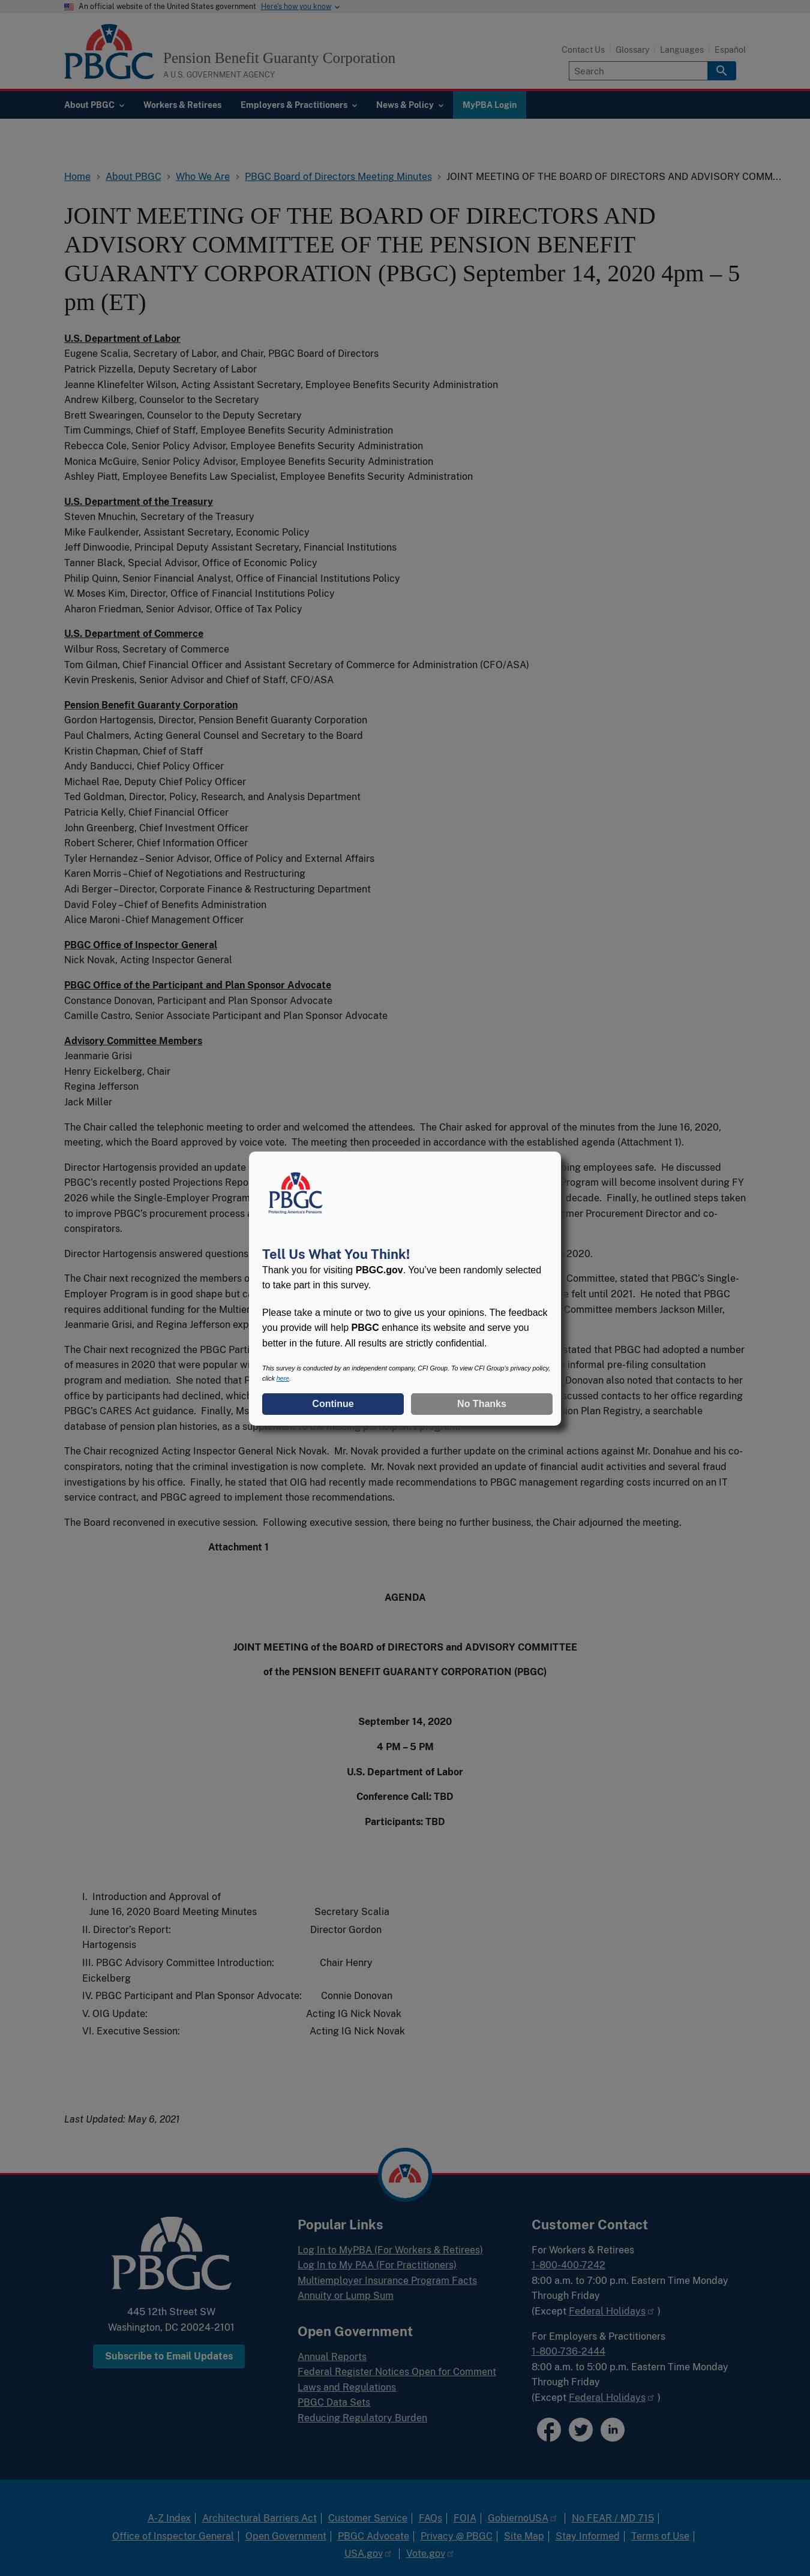 An official website of the United States government Here's how you know
PBGC
Pension Benefit Guaranty Corporation
A U.S. GOVERNMENT AGENCY
Contact Us Glossary Languages Español
Search
About PBGC Workers & Retirees Employers & Practitioners News & Policy MyPBA Login
Home About PBGC Who We Are PBGC Board of Directors Meeting Minutes JOINT MEETING OF THE BOARD OF DIRECTORS AND ADVISORY COMM...
JOINT MEETING OF THE BOARD OF DIRECTORS AND
ADVISORY COMMITTEE OF THE PENSION BENEFIT
GUARANTY CORPORATION (PBGC) September 14, 2020 4pm – 5
pm (ET)
U.S. Department of Labor
Eugene Scalia, Secretary of Labor, and Chair, PBGC Board of Directors
Patrick Pizzella, Deputy Secretary of Labor
Jeanne Klinefelter Wilson, Acting Assistant Secretary, Employee Benefits Security Administration
Andrew Kilberg, Counselor to the Secretary
Brett Swearingen, Counselor to the Deputy Secretary
Tim Cummings, Chief of Staff, Employee Benefits Security Administration
Rebecca Cole, Senior Policy Advisor, Employee Benefits Security Administration
Monica McGuire, Senior Policy Advisor, Employee Benefits Security Administration
Ashley Piatt, Employee Benefits Law Specialist, Employee Benefits Security Administration
U.S. Department of the Treasury
Steven Mnuchin, Secretary of the Treasury
Mike Faulkender, Assistant Secretary, Economic Policy
Jeff Dinwoodie, Principal Deputy Assistant Secretary, Financial Institutions
Tanner Black, Special Advisor, Office of Economic Policy
Philip Quinn, Senior Financial Analyst, Office of Financial Institutions Policy
W. Moses Kim, Director, Office of Financial Institutions Policy
Aharon Friedman, Senior Advisor, Office of Tax Policy
U.S. Department of Commerce
Wilbur Ross, Secretary of Commerce
Tom Gilman, Chief Financial Officer and Assistant Secretary of Commerce for Administration (CFO/ASA)
Kevin Preskenis, Senior Advisor and Chief of Staff, CFO/ASA
Pension Benefit Guaranty Corporation
Gordon Hartogensis, Director, Pension Benefit Guaranty Corporation
Paul Chalmers, Acting General Counsel and Secretary to the Board
Kristin Chapman, Chief of Staff
Andy Banducci, Chief Policy Officer
Michael Rae, Deputy Chief Policy Officer
Ted Goldman, Director, Policy, Research, and Analysis Department
Patricia Kelly, Chief Financial Officer
John Greenberg, Chief Investment Officer
Robert Scherer, Chief Information Officer
Tyler Hernandez – Senior Advisor, Office of Policy and External Affairs
Karen Morris – Chief of Negotiations and Restructuring
Adi Berger – Director, Corporate Finance & Restructuring Department
David Foley – Chief of Benefits Administration
Alice Maroni - Chief Management Officer
PBGC Office of Inspector General
Nick Novak, Acting Inspector General
PBGC Office of the Participant and Plan Sponsor Advocate
Constance Donovan, Participant and Plan Sponsor Advocate
Camille Castro, Senior Associate Participant and Plan Sponsor Advocate
Advisory Committee Members
Jeanmarie Grisi
Henry Eickelberg, Chair
Regina Jefferson
Jack Miller
The Chair called the telephonic meeting to order and welcomed the attendees. The Chair asked for approval of the minutes from the June 16, 2020,
meeting, which the Board approved by voice vote. The meeting then proceeded in accordance with the established agenda (Attachment 1).
Director Hartogensis provided an update ing employees safe. He discussed
PBGC's recently posted Projections Repor rogram will become insolvent during FY
2026 while the Single-Employer Program decade. Finally, he outlined steps taken
to improve PBGC's procurement process a mer Procurement Director and co-
conspirators.
Director Hartogensis answered questions 2020.
The Chair next recognized the members o Committee, stated that PBGC's Single-
Employer Program is in good shape but ca e felt until 2021. He noted that PBGC
requires additional funding for the Multiem Committee members Jackson Miller,
Jeanmarie Grisi, and Regina Jefferson exp
The Chair next recognized the PBGC Parti stated that PBGC had adopted a number
of measures in 2020 that were popular wi informal pre-filing consultation
program with meediation. She noted that F Donovan also noted that contacts to her
office by participants had declined, while c scussed contacts to her office regarding
PBGC's CARES Act guidance. Finally, Ms sion Plan Registry, a searchable
database of pension plan histories, as a supp
The Chair recognized Acting Inspector General Nick Novak. Mr. Novak provided a further update on the criminal actions against Mr. Donahue and his co-
conspirators, noting that the criminal investigation is now complete. Mr. Novak next provided an update of financial audit activities and several fraud
investigations by his office. Finally, he stated that OIG had recently made recommendations to PBGC management regarding costs incurred on an IT
service contract, and PBGC agreed to implement those recommendations.
The Board reconvened in executive session. Following executive session, there being no further business, the Chair adjourned the meeting.
PBGC
Protecting America's Pensions
Tell Us What You Think!
Thank you for visiting PBGC.gov. You've been randomly selected
to take part in this survey.
Please take a minute or two to give us your opinions. The feedback
you provide will help PBGC enhance its website and serve you
better in the future. All results are strictly confidential.
This survey is conducted by an independent company, CFI Group. To view CFI Group's privacy policy,
click here.
Continue No Thanks
Attachment 1
AGENDA
JOINT MEETING of the BOARD of DIRECTORS and ADVISORY COMMITTEE
of the PENSION BENEFIT GUARANTY CORPORATION (PBGC)
September 14, 2020
4 PM – 5 PM
U.S. Department of Labor
Conference Call: TBD
Participants: TBD
I. Introduction and Approval of
June 16, 2020 Board Meeting Minutes Secretary Scalia
II. Director's Report: Director Gordon
Hartogensis
III. PBGC Advisory Committee Introduction: Chair Henry
Eickelberg
IV. PBGC Participant and Plan Sponsor Advocate: Connie Donovan
V. OIG Update: Acting IG Nick Novak
VI. Executive Session: Acting IG Nick Novak
Last Updated: May 6, 2021
PBGC
445 12th Street SW
Washington, DC 20024-2101
Subscribe to Email Updates
Popular Links
Log In to MyPBA (For Workers & Retirees)
Log In to My PAA (For Practitioners)
Multiemployer Insurance Program Facts
Annuity or Lump Sum
Open Government
Annual Reports
Federal Register Notices Open for Comment
Laws and Regulations
PBGC Data Sets
Reducing Regulatory Burden
Customer Contact
For Workers & Retirees
1-800-400-7242
8:00 a.m. to 7:00 p.m. Eastern Time Monday
Through Friday
(Except Federal Holidays )
For Employers & Practitioners
1-800-736-2444
8:00 a.m. to 5:00 p.m. Eastern Time Monday
Through Friday
(Except Federal Holidays )
A-Z Index Architectural Barriers Act Customer Service FAQs FOIA GobiernoUSA No FEAR / MD 715
Office of Inspector General Open Government PBGC Advocate Privacy @ PBGC Site Map Stay Informed Terms of Use
USA.gov Vote.gov